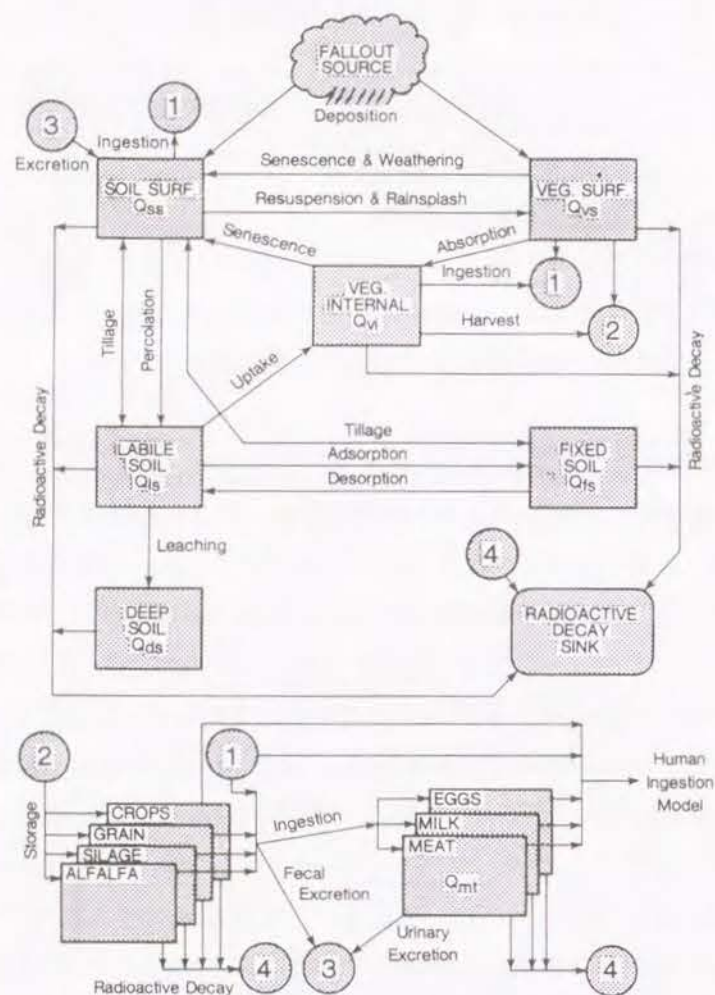 FALLOUT
SOURCE
Deposition
1
3
Ingestion
Excretion
Senescence & Weathering
SOIL SURF.
Qss
VEG. SURF.
Qvs
Resuspension & Rainsplash
Senescence
Absorption
VEG.
INTERNAL
Qvi
Ingestion
1
Harvest
2
Tillage
Percolation
Uptake
Radioactive Decay
Radioactive Decay
Tillage
LABILE
SOIL
Qls
Adsorption
Desorption
FIXED
SOIL
Qfs
Leaching
4
DEEP
SOIL
Qds
RADIOACTIVE
DECAY
SINK
2
1
Human
Ingestion
Model
Storage
CROPS
GRAIN
SILAGE
ALFALFA
Ingestion
EGGS
MILK
MEAT
Qmt
Fecal
Excretion
Urinary
Excretion
4
3
4
Radioactive Decay